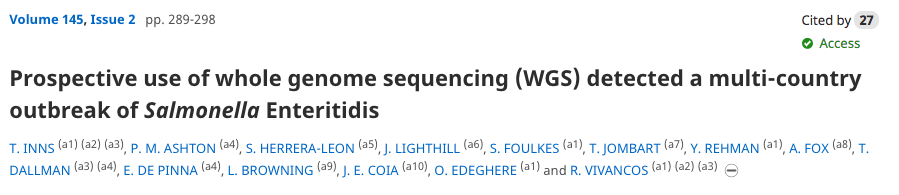 Volume 145, Issue 2 pp. 289-298
Cited by 27
Access
Prospective use of whole genome sequencing (WGS) detected a multi-country
outbreak of Salmonella Enteritidis
T. INNS (a1) (a2) (a3), P. M. ASHTON (a4), S. HERRERA-LEON (a5), J. LIGHTHILL (a6), S. FOULKES (a1), T. JOMBART (a7), Y. REHMAN (a1), A. FOX (a8), T.
DALLMAN (a3) (a4), E. DE PINNA (a4), L. BROWNING (a9), J. E. COIA (a10), O. EDEGHERE (a1) and R. VIVANCOS (a1) (a2) (a3)